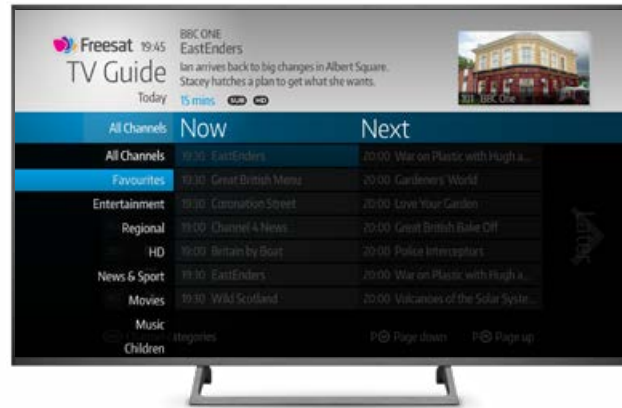 Freesat 19:45
TV Guide
Today
BBC ONE
EastEnders
Ian arrives back to big changes in Albert Square.
Stacey hatches a plan to get what she wants.
15 mins SUB HD
101 BBC One
All Channels Now Next
All Channels 19:30 EastEnders 20:00 War on Plastic with Hugh a...
Favourites 19:30 Great British Menu 20:00 Gardeners' World
Entertainment 19:30 Coronation Street 20:00 Love Your Garden
Regional 19:00 Channel 4 News 20:00 Great British Bake Off
HD 19:00 Britain by Boat 20:00 Police Interceptors
News & Sport 19:30 EastEnders 20:00 War on Plastic with Hugh a...
Movies 19:30 Wild Scotland 20:00 Volcanoes of the Solar Syste...
Music
Children
Page down Page up
Later